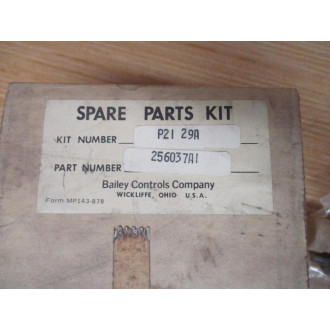 SPARE PARTS KIT
KIT NUMBER P21 29A
PART NUMBER 256037A1
Bailey Controls Company
WICKLIFFE, OHIO U.S.A.
Form MP143-878